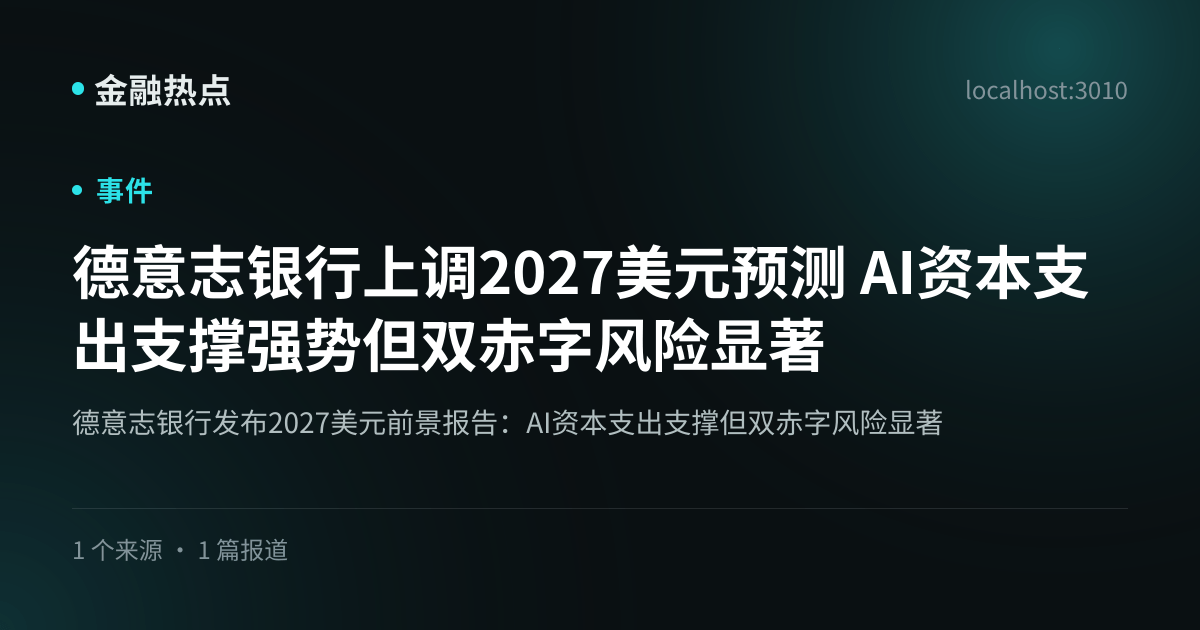 金融热点
localhost:3010
事件
德意志银行上调2027美元预测 AI资本支
出支撑强势但双赤字风险显著
德意志银行发布2027美元前景报告：AI资本支出支撑但双赤字风险显著
1 个来源 · 1 篇报道